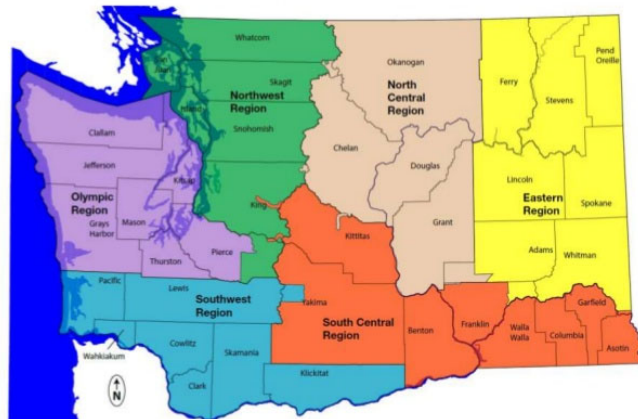 Whatcom
San
Juan
Skagit
Island
Northwest
Region
Snohomish
King
Okanogan
North
Central
Region
Chelan
Douglas
Grant
Ferry
Stevens
Pend
Oreille
Lincoln
Eastern
Region
Spokane
Adams
Whitman
Clallam
Jefferson
Kitsap
Olympic
Region
Grays
Harbor
Mason
Thurston
Pierce
Kittitas
Yakima
South Central
Region
Benton
Franklin
Walla
Walla
Columbia
Garfield
Asotin
Pacific
Lewis
Southwest
Region
Wahkiakum
Cowlitz
Skamania
Clark
Klickitat
N